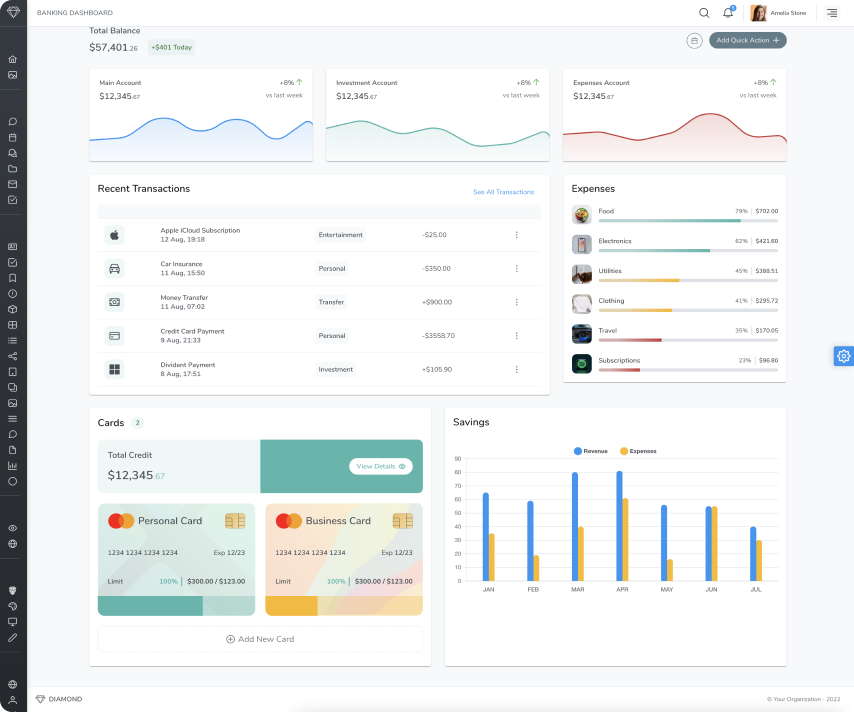 BANKING DASHBOARD
5
Amelia Stone
Total Balance
$57,401.26
+$401 Today
Add Quick Action +
Main Account
+8%
$12,345.67
vs last week
Investment Account
+8%
$12,345.67
vs last week
Expenses Account
+8%
$12,345.67
vs last week
Recent Transactions
See All Transactions
Apple iCloud Subscription
12 Aug, 19:18
Entertainment
-$25.00
Car Insurance
11 Aug, 15:50
Personal
-$350.00
Money Transfer
11 Aug, 07:02
Transfer
+$900.00
Credit Card Payment
9 Aug, 21:33
Personal
-$3558.70
Divident Payment
8 Aug, 17:51
Investment
+$105.90
Expenses
Food
79% | $702.00
Electronics
62% | $421.60
Utilities
45% | $388.51
Clothing
41% | $295.72
Travel
35% | $170.05
Subscriptions
23% | $96.80
Cards 2
Total Credit
$12,345.67
View Details
Personal Card
1234 1234 1234 1234
Exp 12/23
Limit
100% | $300.00 / $123.00
Business Card
1234 1234 1234 1234
Exp 12/23
Limit
100% | $300.00 / $123.00
Add New Card
Savings
Revenue Expenses
90
80
70
60
50
40
30
20
10
0
JAN FEB MAR APR MAY JUN JUL
DIAMOND
© Your Organization - 2022